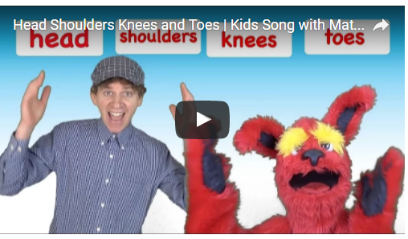 Head Shoulders Knees and Toes | Kids Song with Mat...
head shoulders knees toes